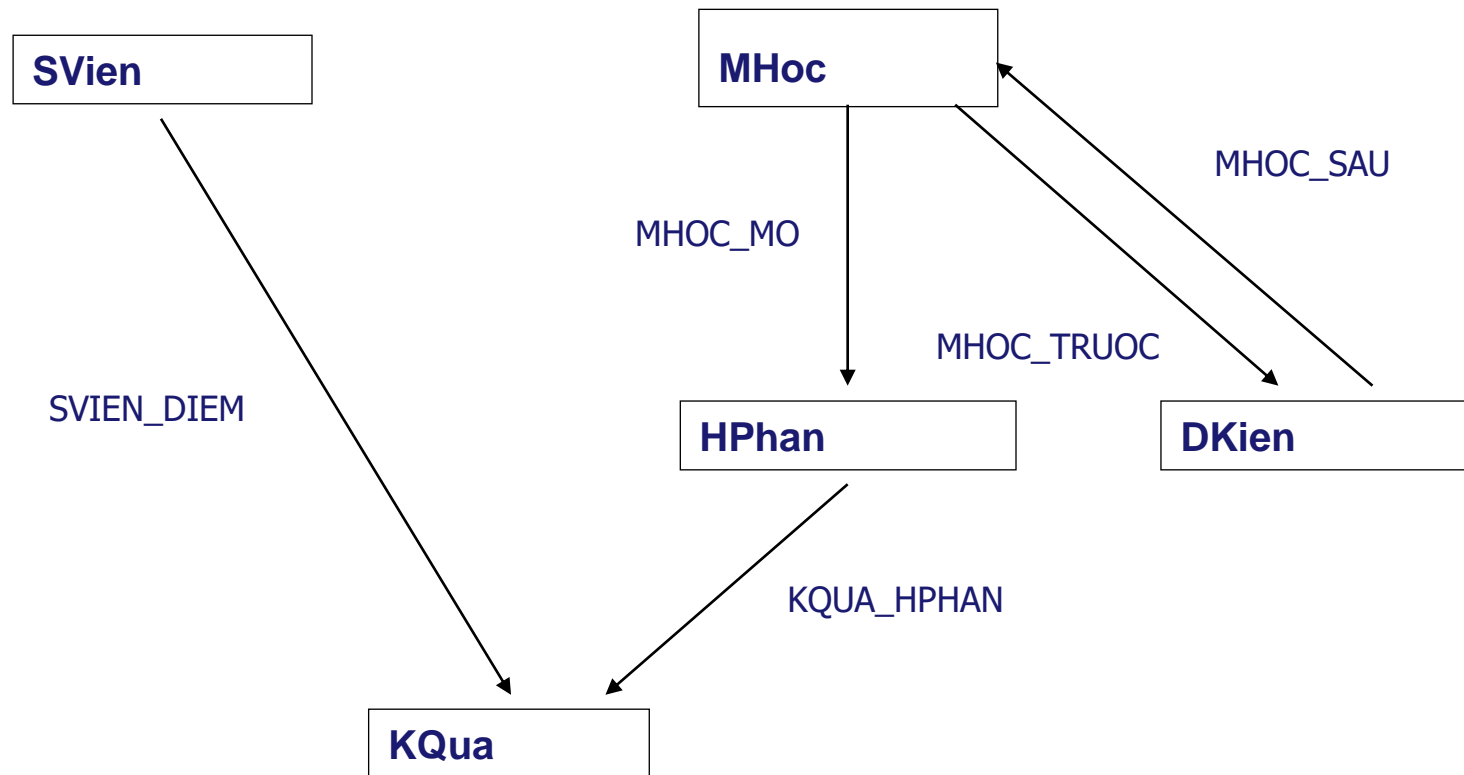 SVien
MHoc
MHOC_SAU
MHOC_MO
MHOC_TRUOC
SVIEN_DIEM
HPhan
DKien
KQUA_HPHAN
KQua